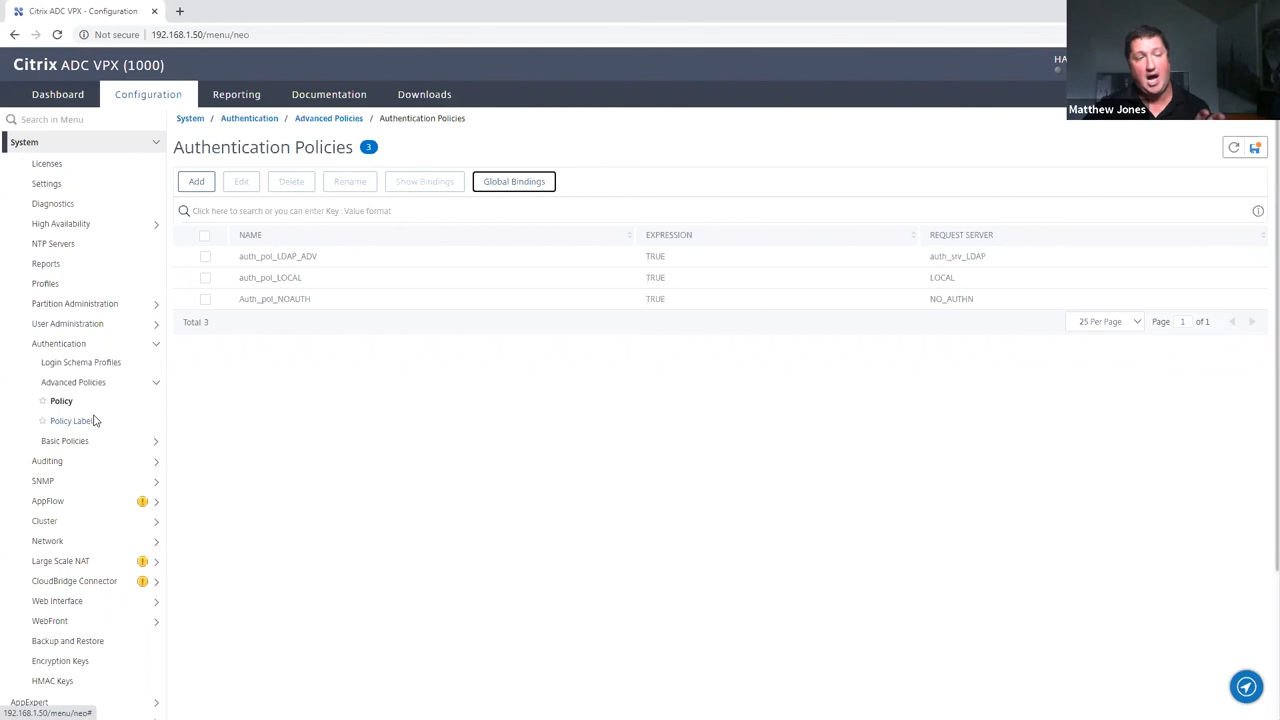 Citrix ADC VPX - Configuration
Not secure 192.168.1.50/menu/neo
Citrix ADC VPX (1000)
HA
Matthew Jones
Dashboard Configuration Reporting Documentation Downloads
Search in Menu
System / Authentication / Advanced Policies / Authentication Policies
System
Authentication Policies 3
Licenses
Settings
Add Edit Delete Rename Show Bindings Global Bindings
Diagnostics
Click here to search or you can enter Key : Value format
High Availability
NAME EXPRESSION REQUEST SERVER
NTP Servers
auth_pol_LDAP_ADV TRUE auth_srv_LDAP
Reports
auth_pol_LOCAL TRUE LOCAL
Profiles
Auth_pol_NOAUTH TRUE NO_AUTHN
Partition Administration
Total 3 25 Per Page Page 1 of 1
User Administration
Authentication
Login Schema Profiles
Advanced Policies
Policy
Policy Label
Basic Policies
Auditing
SNMP
AppFlow
Cluster
Network
Large Scale NAT
CloudBridge Connector
Web Interface
WebFront
Backup and Restore
Encryption Keys
HMAC Keys
AppExpert
192.168.1.50/menu/neo#